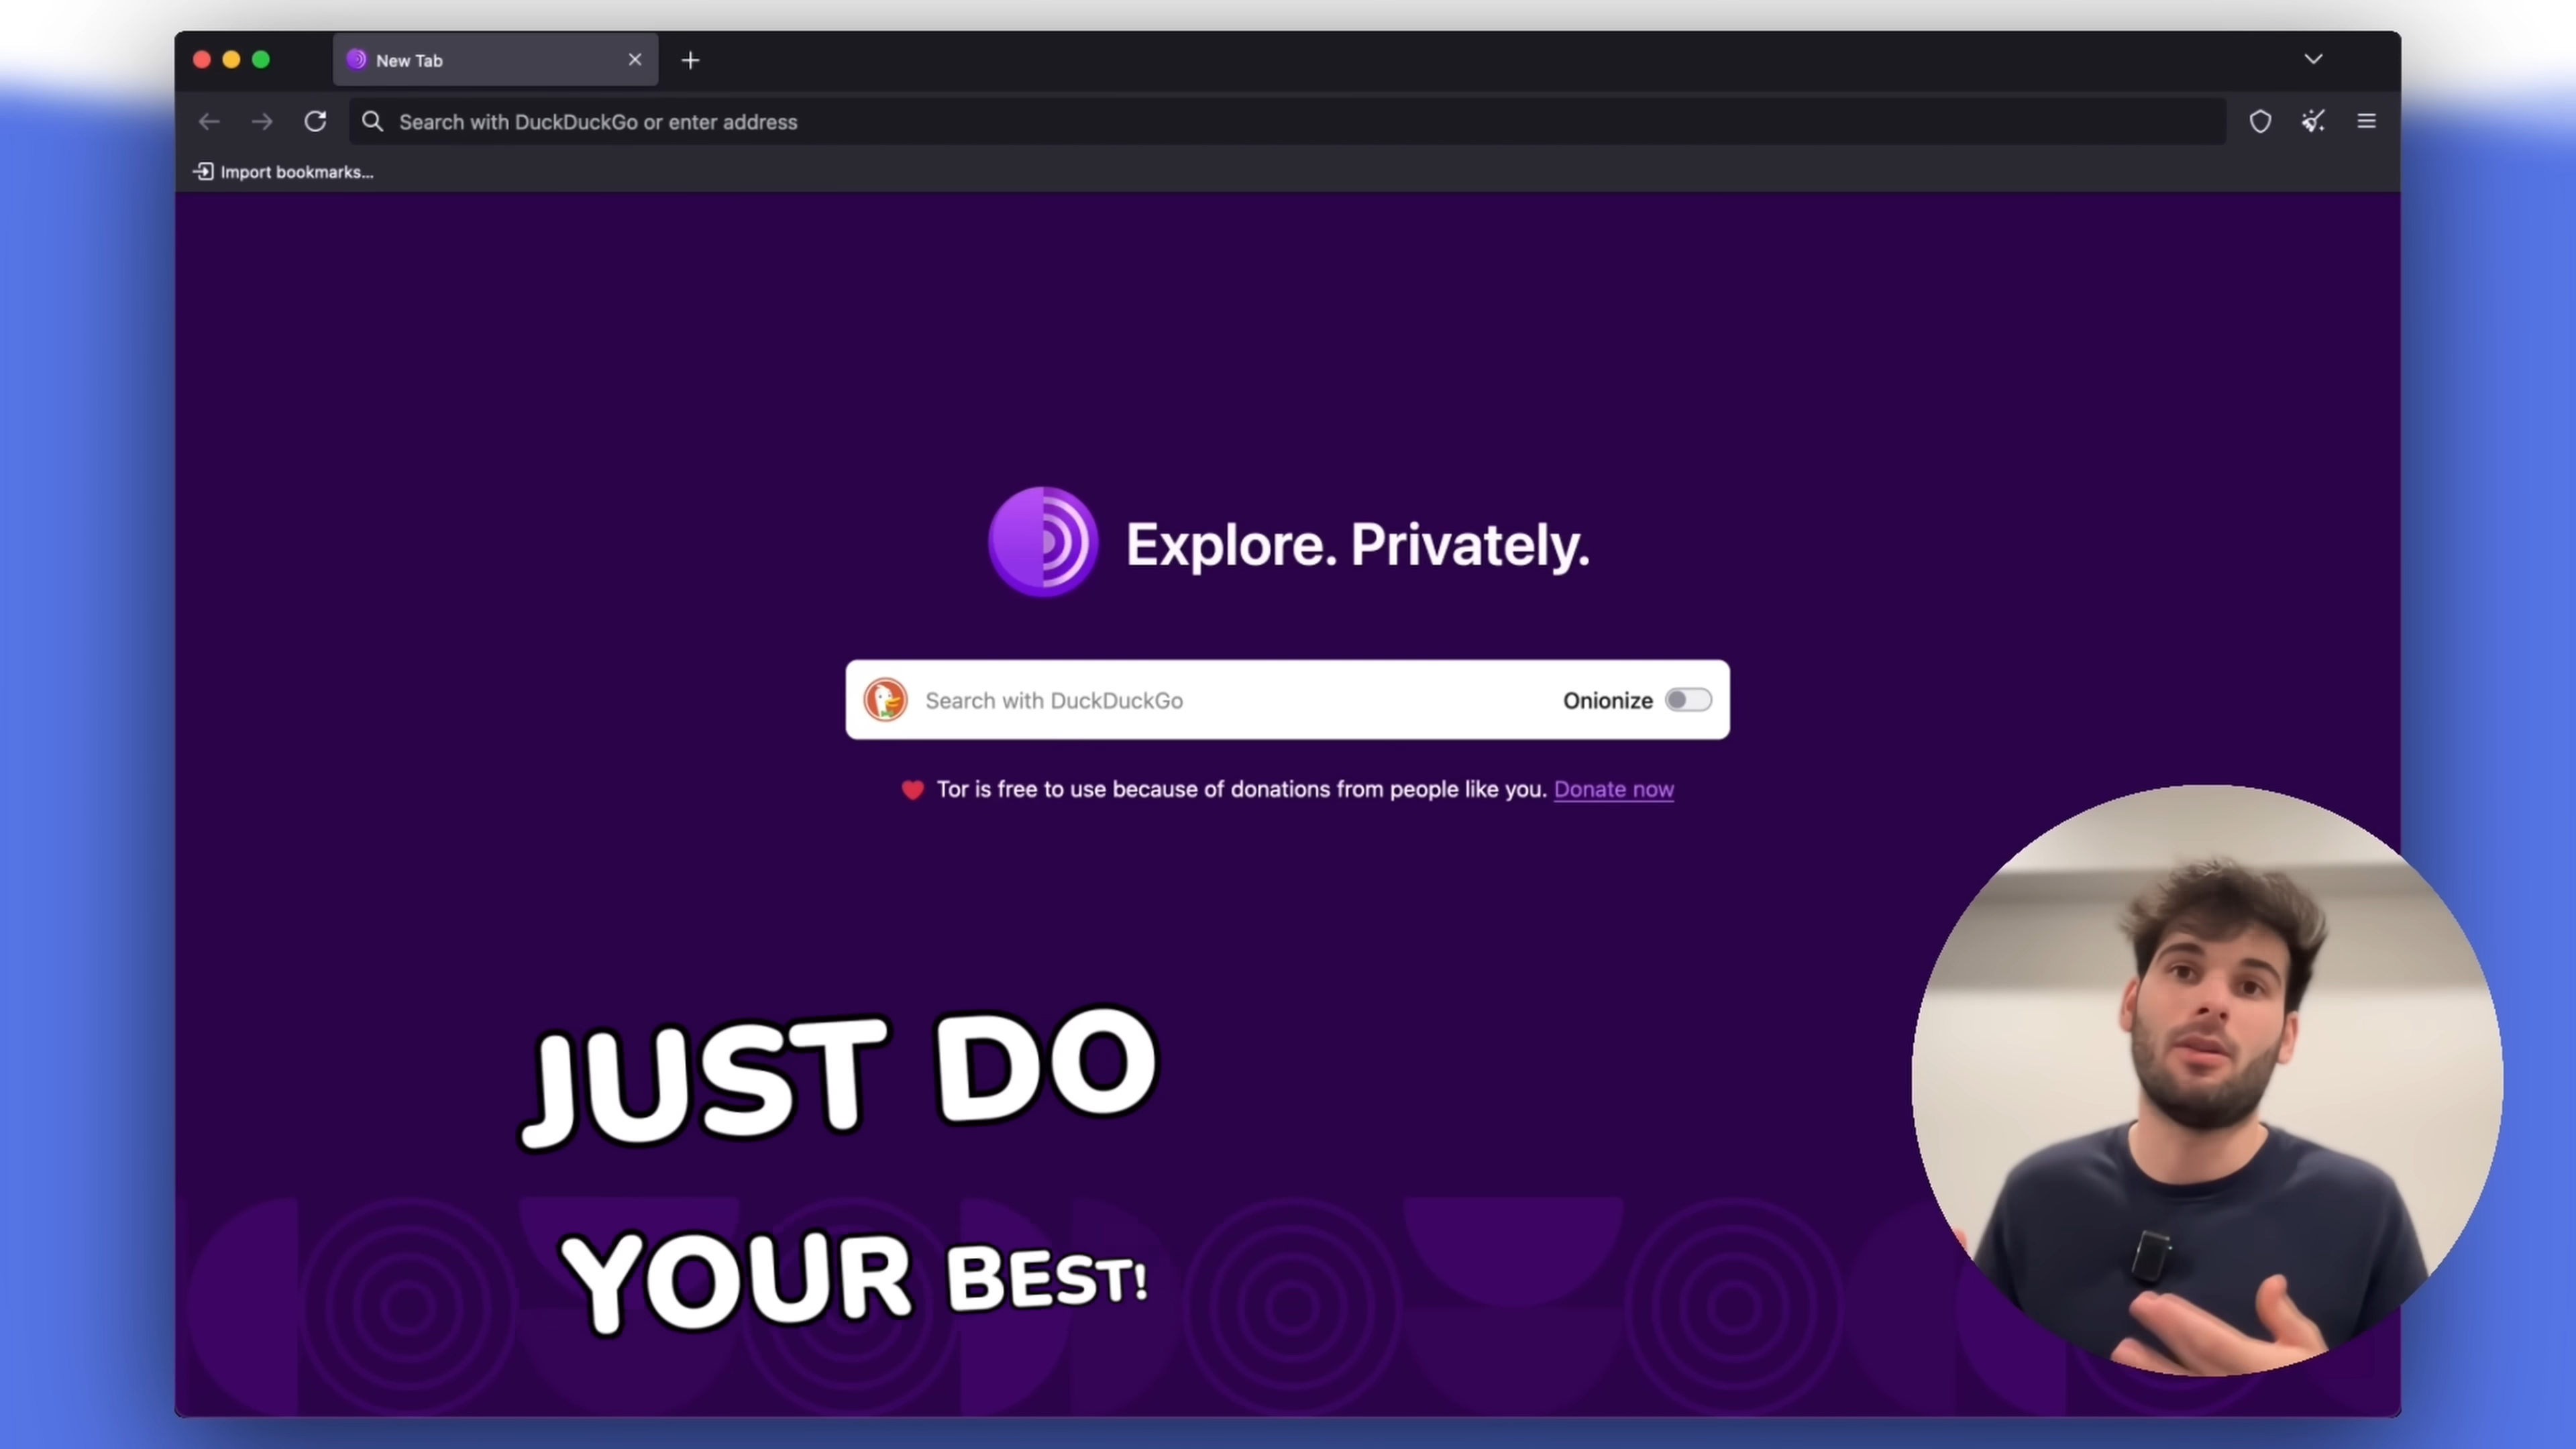 New Tab
Search with DuckDuckGo or enter address
Import bookmarks...
Explore. Privately.
Search with DuckDuckGo
Onionize
Tor is free to use because of donations from people like you. Donate now
JUST DO
YOUR BEST!